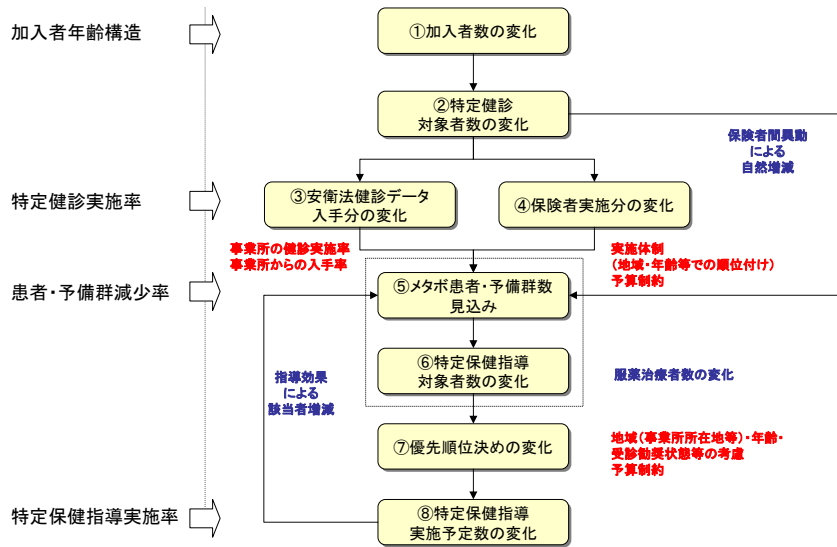 加入者年齢構造
①加入者数の変化
②特定健診
対象者数の変化
保険者間異動
による
自然増減
特定健診実施率
③安衛法健診データ
入手分の変化
④保険者実施分の変化
事業所の健診実施率
事業所からの入手率
実施体制
(地域・年齢等での順位付け)
予算制約
患者・予備群減少率
⑤メタボ患者・予備群数
見込み
指導効果
による
該当者増減
⑥特定保健指導
対象者数の変化
服薬治療者数の変化
⑦優先順位決めの変化
地域(事業所所在地等)・年齢・
受診勧奨状態等の考慮
予算制約
特定保健指導実施率
⑧特定保健指導
実施予定数の変化